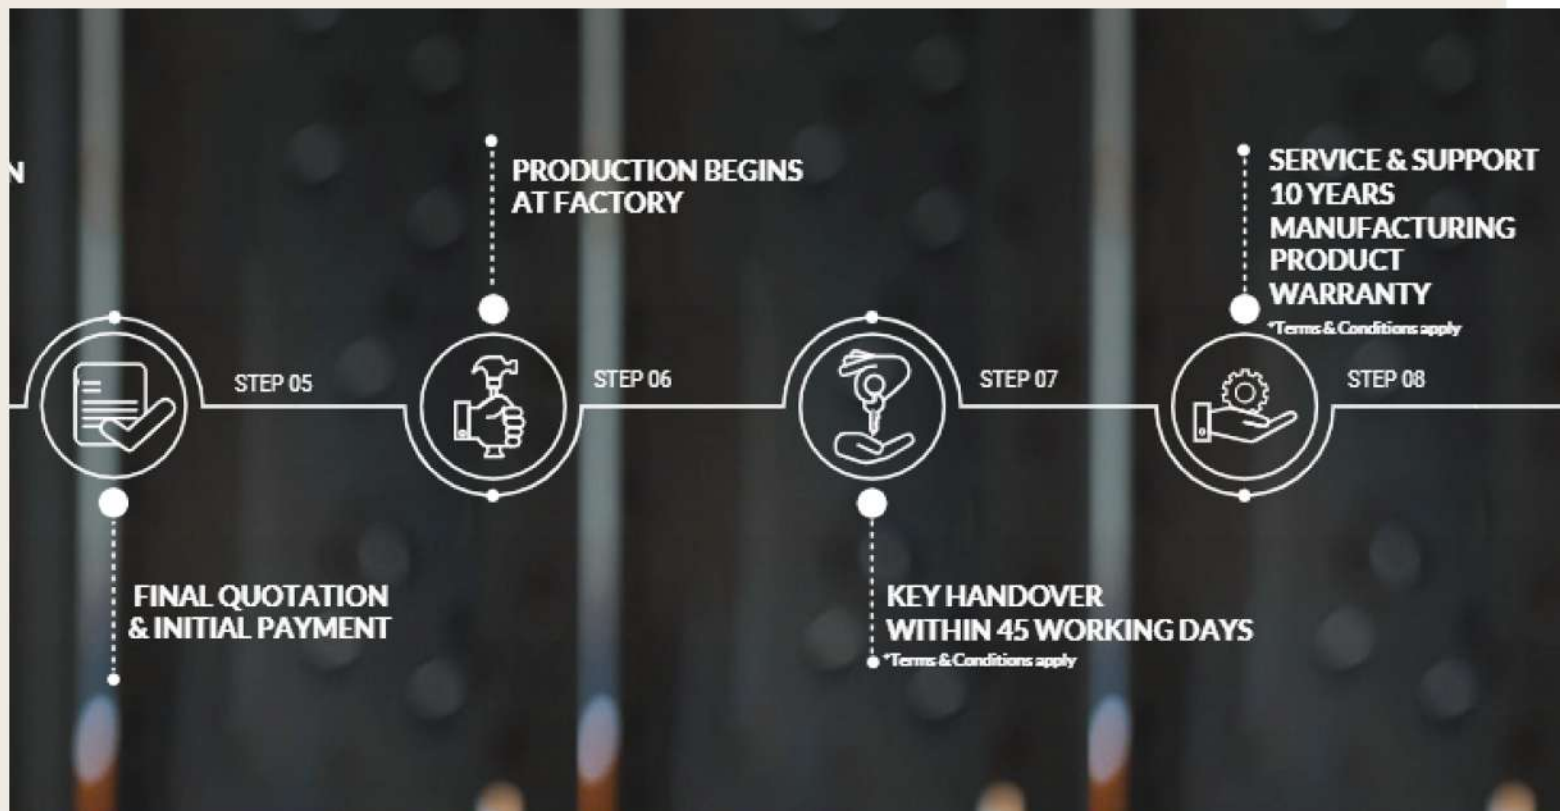 N
PRODUCTION BEGINS
AT FACTORY
SERVICE & SUPPORT
10 YEARS
MANUFACTURING
PRODUCT
WARRANTY
*Terms & Conditions apply
STEP 05
STEP 06
STEP 07
STEP 08
FINAL QUOTATION
& INITIAL PAYMENT
KEY HANDOVER
WITHIN 45 WORKING DAYS
*Terms & Conditions apply